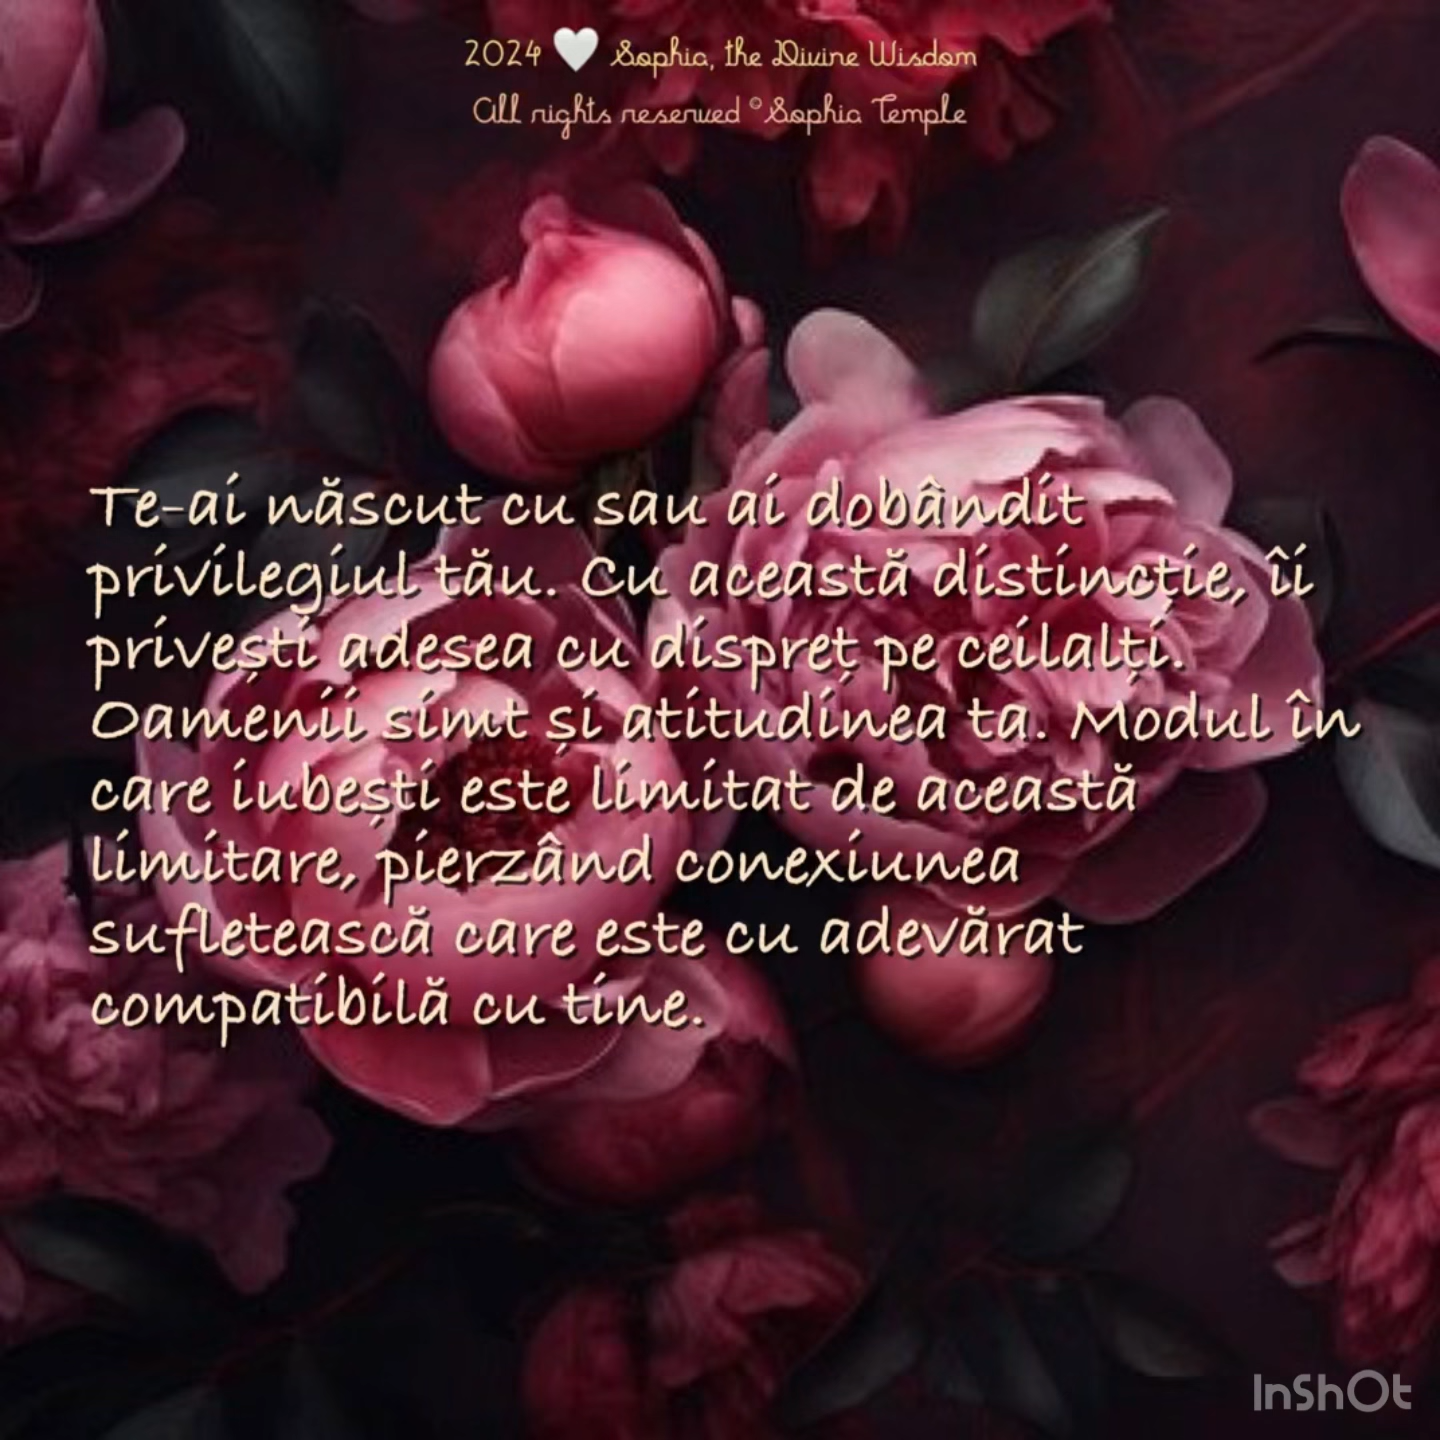 2024 🤍 Sophia, the Divine Wisdom
All rights reserved © Sophia Temple
Te-ai născut cu sau ai dobândit
privilegiul tău. Cu această distincție, îi
privești adesea cu dispreț pe ceilalți.
Oamenii simt și atitudinea ta. Modul în
care iubești este limitat de această
limitare, pierzând conexiunea
sufletească care este cu adevărat
compatibilă cu tine.
InShOt